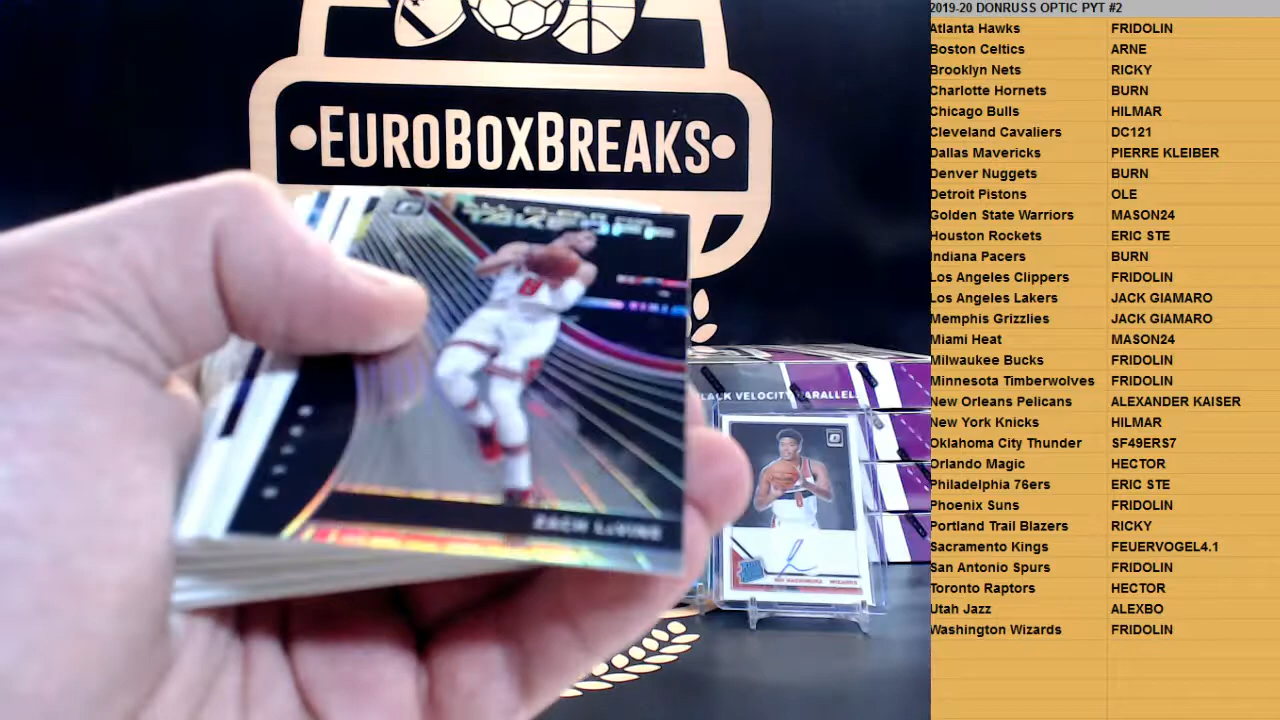 EUROBOXBREAKS
ZACH LAVINE
BULLS
BLACK VELOCITY PARALLEL
RUI HACHIMURA WIZARDS
2019-20 DONRUSS OPTIC PYT #2
Atlanta Hawks FRIDOLIN
Boston Celtics ARNE
Brooklyn Nets RICKY
Charlotte Hornets BURN
Chicago Bulls HILMAR
Cleveland Cavaliers DC121
Dallas Mavericks PIERRE KLEIBER
Denver Nuggets BURN
Detroit Pistons OLE
Golden State Warriors MASON24
Houston Rockets ERIC STE
Indiana Pacers BURN
Los Angeles Clippers FRIDOLIN
Los Angeles Lakers JACK GIAMARO
Memphis Grizzlies JACK GIAMARO
Miami Heat MASON24
Milwaukee Bucks FRIDOLIN
Minnesota Timberwolves FRIDOLIN
New Orleans Pelicans ALEXANDER KAISER
New York Knicks HILMAR
Oklahoma City Thunder SF49ERS7
Orlando Magic HECTOR
Philadelphia 76ers ERIC STE
Phoenix Suns FRIDOLIN
Portland Trail Blazers RICKY
Sacramento Kings FEUERVOGEL4.1
San Antonio Spurs FRIDOLIN
Toronto Raptors HECTOR
Utah Jazz ALEXBO
Washington Wizards FRIDOLIN